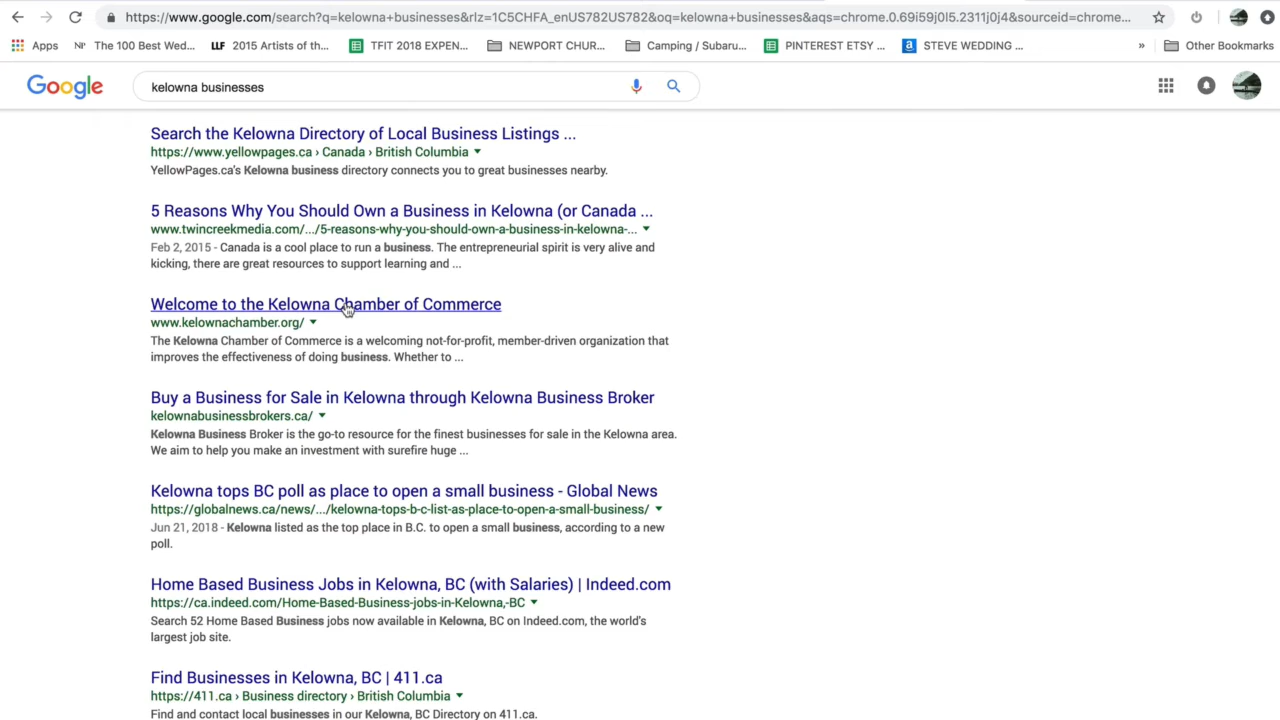 https://www.google.com/search?q=kelowna+businesses&rlz=1C5CHFA_enUS782US782&oq=kelowna+businesses&aqs=chrome.0.69i59j0l5.2311j0j4&sourceid=chrome...
Apps The 100 Best Wed... LLF 2015 Artists of th... TFIT 2018 EXPEN... NEWPORT CHUR... Camping / Subaru... PINTEREST ETSY ... STEVE WEDDING ... » Other Bookmarks
Google kelowna businesses
Search the Kelowna Directory of Local Business Listings ...
https://www.yellowpages.ca › Canada › British Columbia
YellowPages.ca's Kelowna business directory connects you to great businesses nearby.
5 Reasons Why You Should Own a Business in Kelowna (or Canada ...
www.twincreekmedia.com/.../5-reasons-why-you-should-own-a-business-in-kelowna-...
Feb 2, 2015 - Canada is a cool place to run a business. The entrepreneurial spirit is very alive and
kicking, there are great resources to support learning and ...
Welcome to the Kelowna Chamber of Commerce
www.kelownachamber.org/
The Kelowna Chamber of Commerce is a welcoming not-for-profit, member-driven organization that
improves the effectiveness of doing business. Whether to ...
Buy a Business for Sale in Kelowna through Kelowna Business Broker
kelownabusinessbrokers.ca/
Kelowna Business Broker is the go-to resource for the finest businesses for sale in the Kelowna area.
We aim to help you make an investment with surefire huge ...
Kelowna tops BC poll as place to open a small business - Global News
https://globalnews.ca/news/.../kelowna-tops-b-c-list-as-place-to-open-a-small-business/
Jun 21, 2018 - Kelowna listed as the top place in B.C. to open a small business, according to a new
poll.
Home Based Business Jobs in Kelowna, BC (with Salaries) | Indeed.com
https://ca.indeed.com/Home-Based-Business-jobs-in-Kelowna,-BC
Search 52 Home Based Business jobs now available in Kelowna, BC on Indeed.com, the world's
largest job site.
Find Businesses in Kelowna, BC | 411.ca
https://411.ca › Business directory › British Columbia
Find and contact local businesses in our Kelowna, BC Directory on 411.ca.